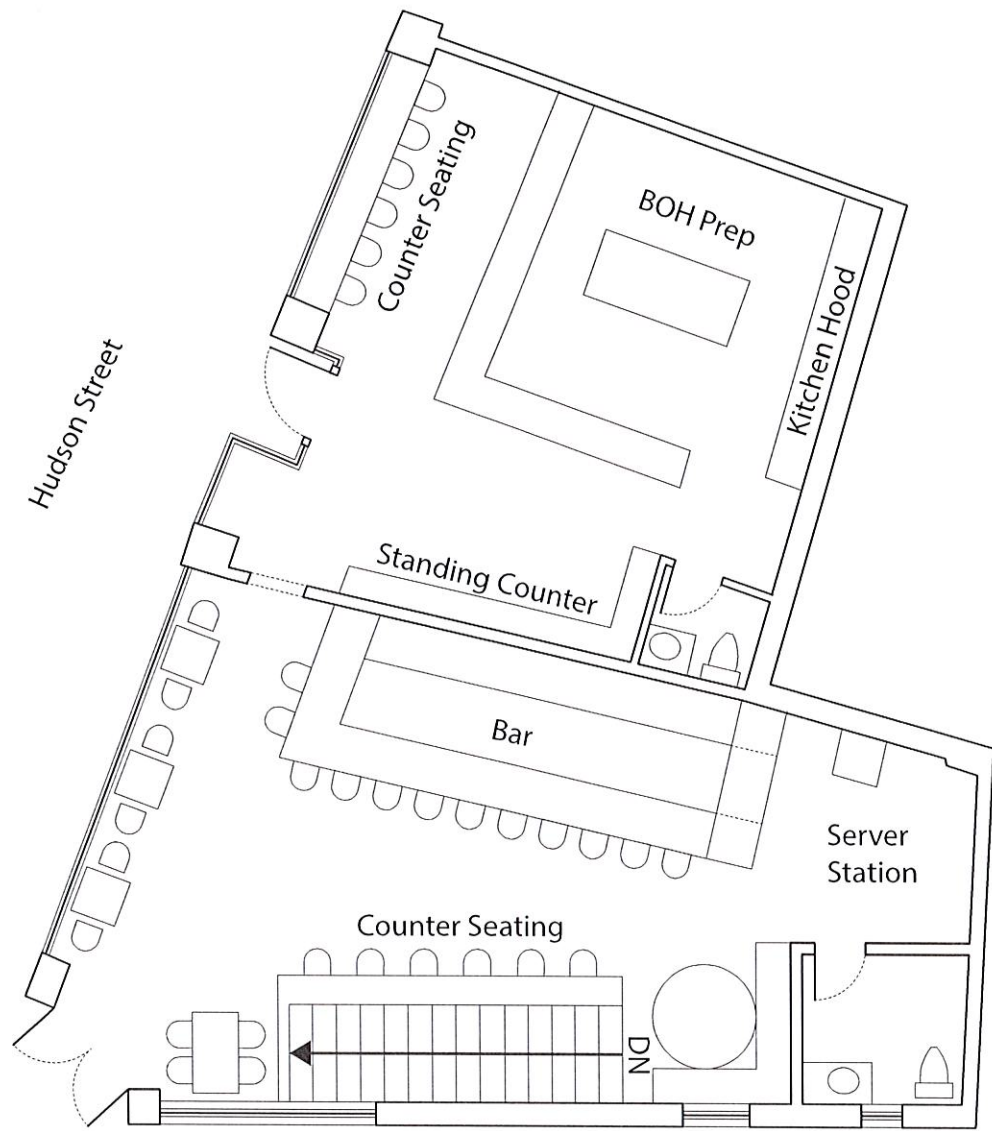 Counter Seating
BOH Prep
Kitchen Hood
Hudson Street
Standing Counter
Bar
Server
Station
Counter Seating
DN